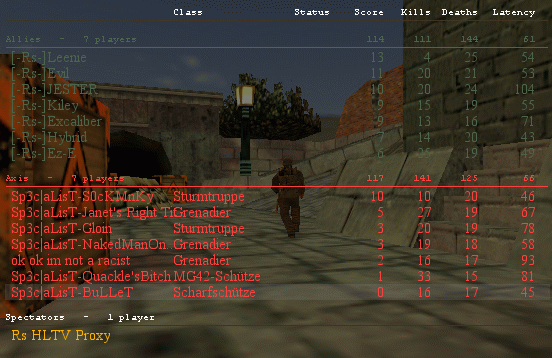 Class Status Score Kills Deaths Latency
Allies - 7 players 114 111 144 61
[-Rs-]Leeme 13 4 25 54
[-Rs-]Evil 11 20 21 53
[-Rs-]JESTER 10 20 24 104
[-Rs-]Kiley 9 15 19 55
[-Rs-]Excaliber 9 13 16 71
[-Rs-]Hybrid 7 14 20 43
[-Rs-]Ez-E 6 19 49
Axis - 7 players 117 141 125 66
Sp3c|aLisT-S0cKMnKy Sturmtruppe 10 10 20 46
Sp3c|aLisT-Janet's Right Ti Grenadier 5 27 19 67
Sp3c|aLisT-Gloin Sturmtruppe 3 20 19 78
Sp3c|aLisT-NakedManOn Grenadier 3 19 18 58
ok ok im not a racist Grenadier 2 16 17 93
Sp3c|aLisT-Quackle'sBitch MG42-Schütze 1 33 15 81
Sp3c|aLisT-BuLLeT Scharfschütze 0 16 17 45
Spectators - 1 player
Rs HLTV Proxy